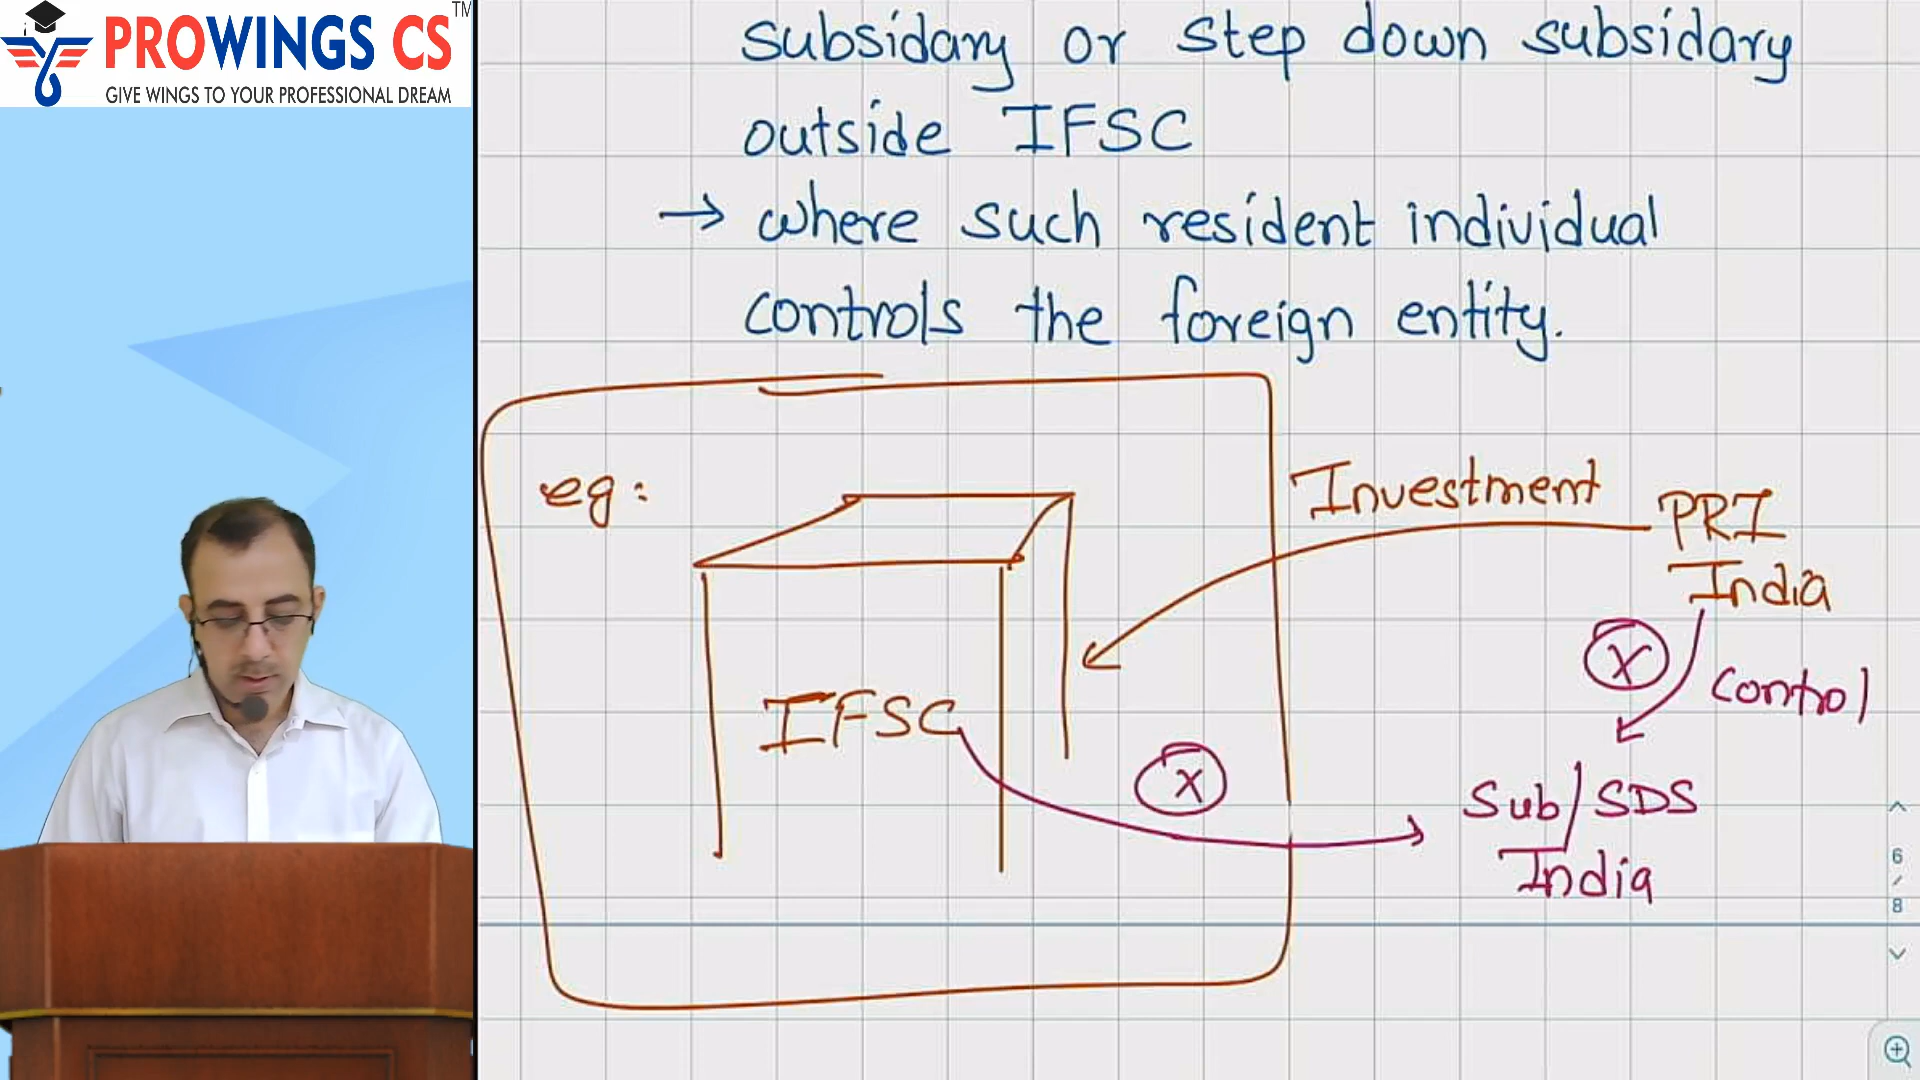 PROWINGS CS TM
GIVE WINGS TO YOUR PROFESSIONAL DREAM
subsidary or step down subsidary
outside IFSC
→ where such resident individual
controls the foreign entity.
eg:
Investment
PRI
India
X
control
IFSC
X
Sub/SDS
India
6
/
8